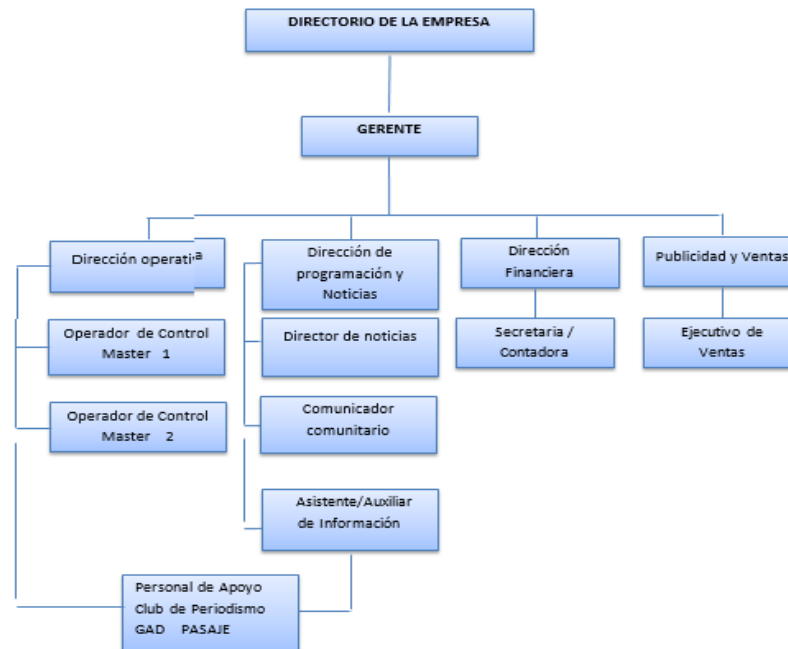 DIRECTORIO DE LA EMPRESA
GERENTE
Dirección operativa
Dirección de
programación y
Noticias
Dirección
Financiera
Publicidad y Ventas
Operador de Control
Master 1
Director de noticias
Secretaria /
Contadora
Ejecutivo de
Ventas
Operador de Control
Master 2
Comunicador
comunitario
Asistente/Auxiliar
de Información
Personal de Apoyo
Club de Periodismo
GAD PASAJE